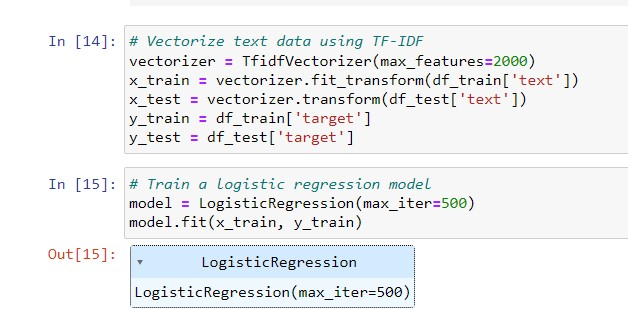 In [14]: # Vectorize text data using TF-IDF
vectorizer = TfidfVectorizer(max_features=2000)
x_train = vectorizer.fit_transform(df_train['text'])
x_test = vectorizer.transform(df_test['text'])
y_train = df_train['target']
y_test = df_test['target']
In [15]: # Train a logistic regression model
model = LogisticRegression(max_iter=500)
model.fit(x_train, y_train)
Out[15]: ▾ LogisticRegression
LogisticRegression(max_iter=500)